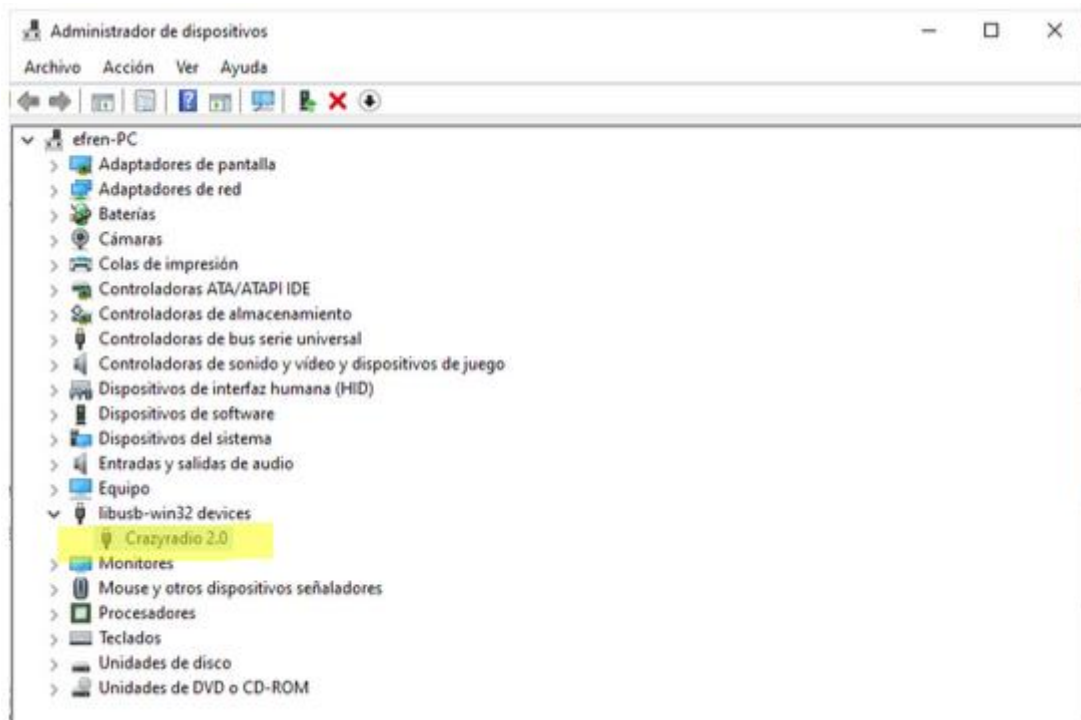 Administrador de dispositivos
Archivo Acción Ver Ayuda
efren-PC
Adaptadores de pantalla
Adaptadores de red
Baterías
Cámaras
Colas de impresión
Controladoras ATA/ATAPI IDE
Controladoras de almacenamiento
Controladoras de bus serie universal
Controladoras de sonido y vídeo y dispositivos de juego
Dispositivos de interfaz humana (HID)
Dispositivos de software
Dispositivos del sistema
Entradas y salidas de audio
Equipo
libusb-win32 devices
Crazyradio 2.0
Monitores
Mouse y otros dispositivos señaladores
Procesadores
Teclados
Unidades de disco
Unidades de DVD o CD-ROM